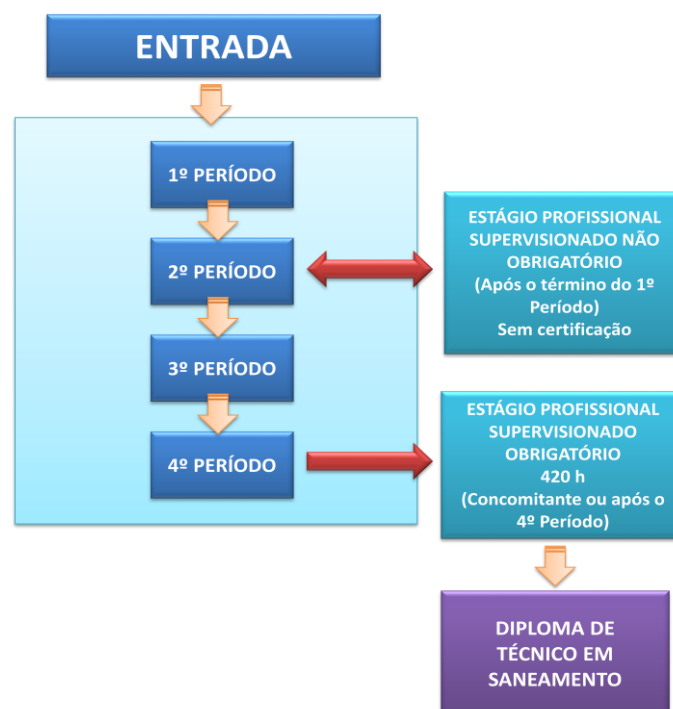 ENTRADA
1º PERÍODO
2º PERÍODO
3º PERÍODO
4º PERÍODO
ESTÁGIO PROFISSIONAL
SUPERVISIONADO NÃO
OBRIGATÓRIO
(Após o término do 1º
Período)
Sem certificação
ESTÁGIO PROFISSIONAL
SUPERVISIONADO
OBRIGATÓRIO
420 h
(Concomitante ou após o
4º Período)
DIPLOMA DE
TÉCNICO EM
SANEAMENTO